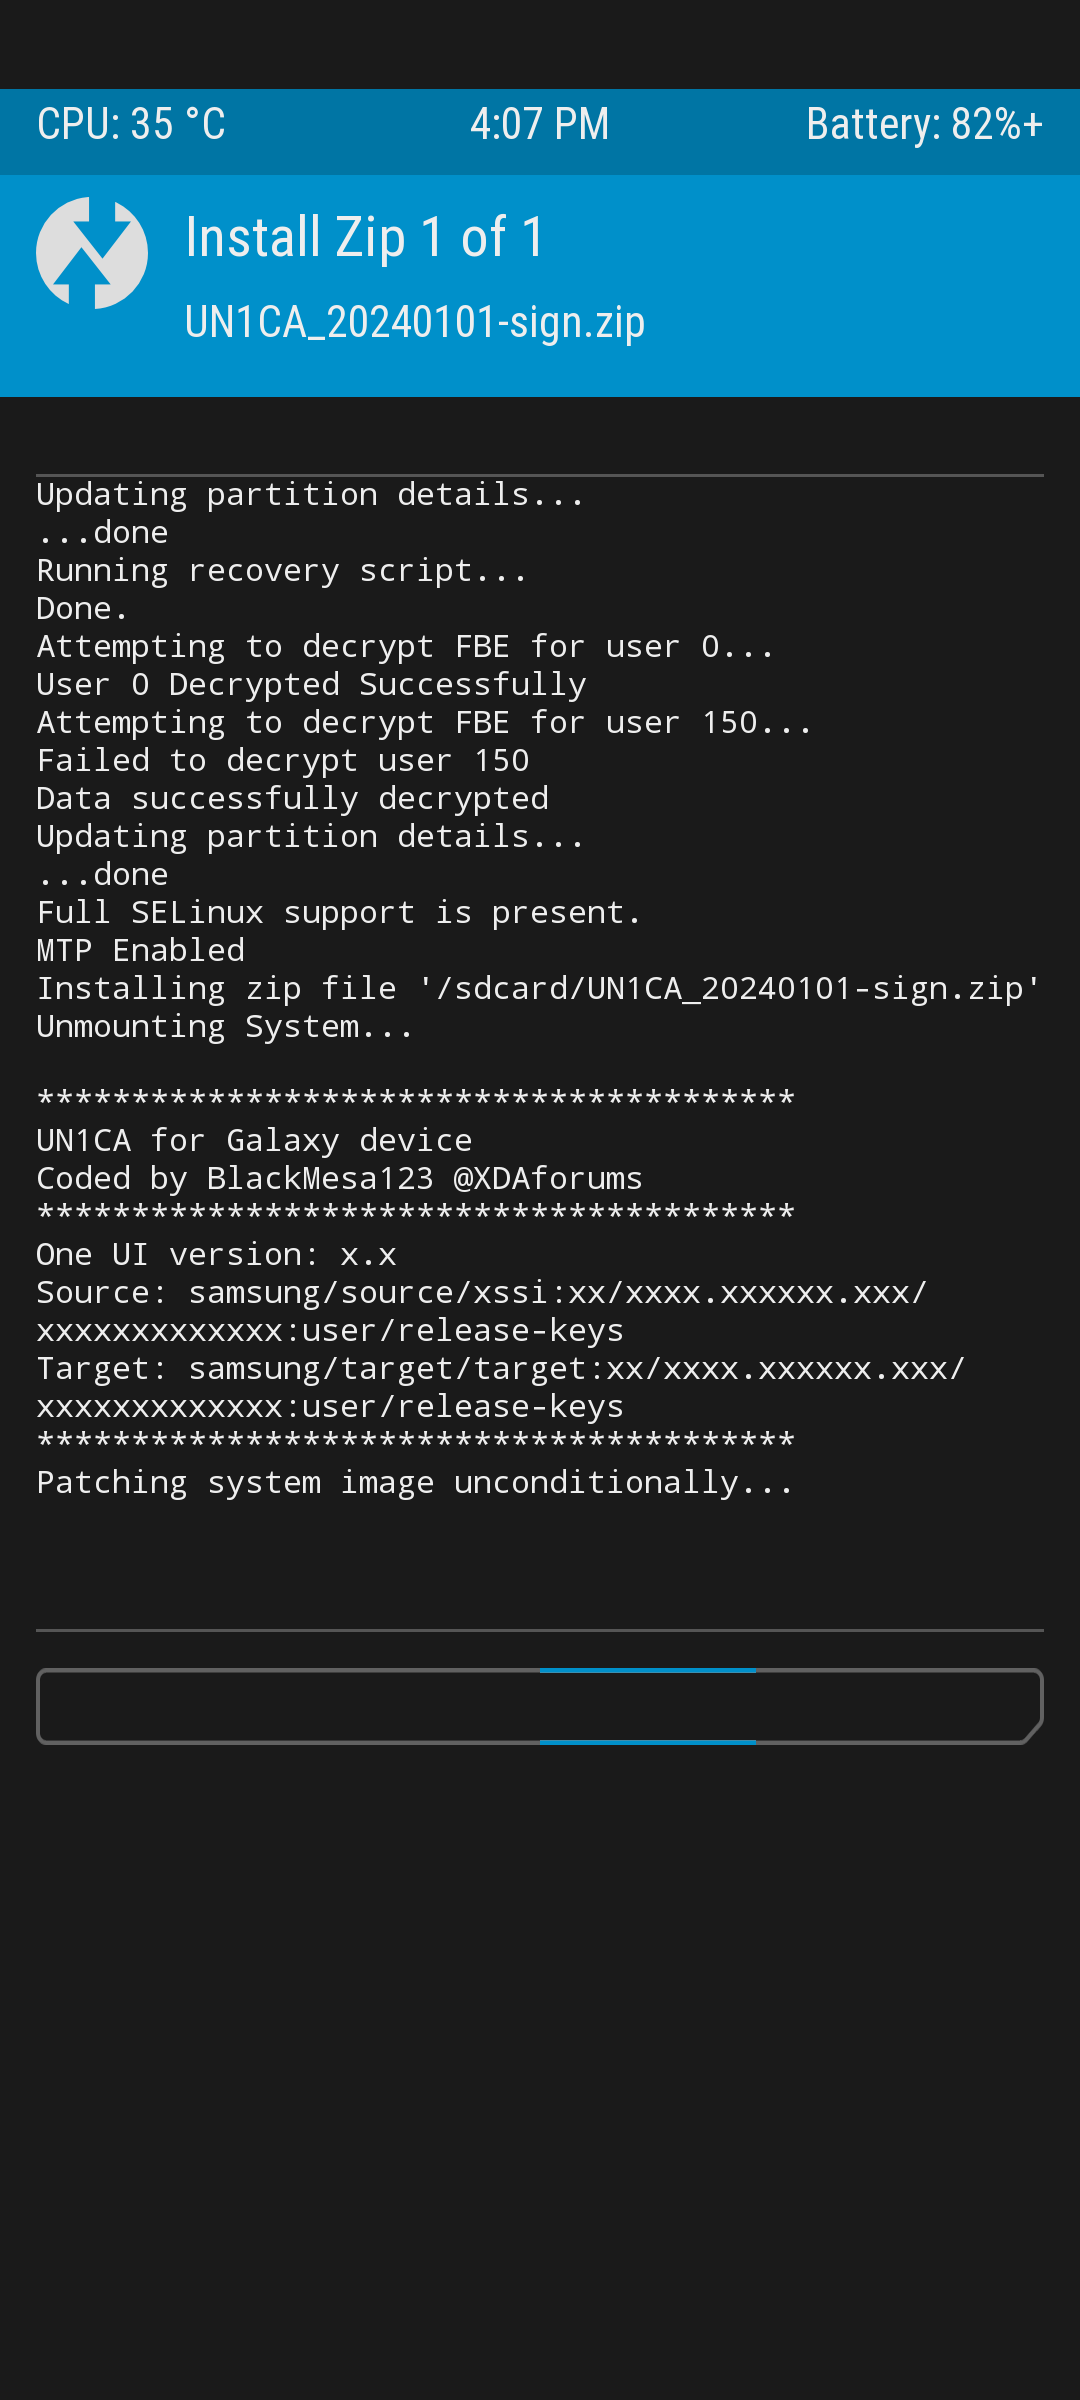 CPU: 35 °C 4:07 PM Battery: 82%+
Install Zip 1 of 1
UN1CA_20240101-sign.zip
Updating partition details...
...done
Running recovery script...
Done.
Attempting to decrypt FBE for user 0...
User 0 Decrypted Successfully
Attempting to decrypt FBE for user 150...
Failed to decrypt user 150
Data successfully decrypted
Updating partition details...
...done
Full SELinux support is present.
MTP Enabled
Installing zip file '/sdcard/UN1CA_20240101-sign.zip'
Unmounting System...
****************************************
UN1CA for Galaxy device
Coded by BlackMesa123 @XDAforums
****************************************
One UI version: x.x
Source: samsung/source/xssi:xx/xxxx.xxxxxx.xxx/
xxxxxxxxxxxxx:user/release-keys
Target: samsung/target/target:xx/xxxx.xxxxxx.xxx/
xxxxxxxxxxxxx:user/release-keys
****************************************
Patching system image unconditionally...